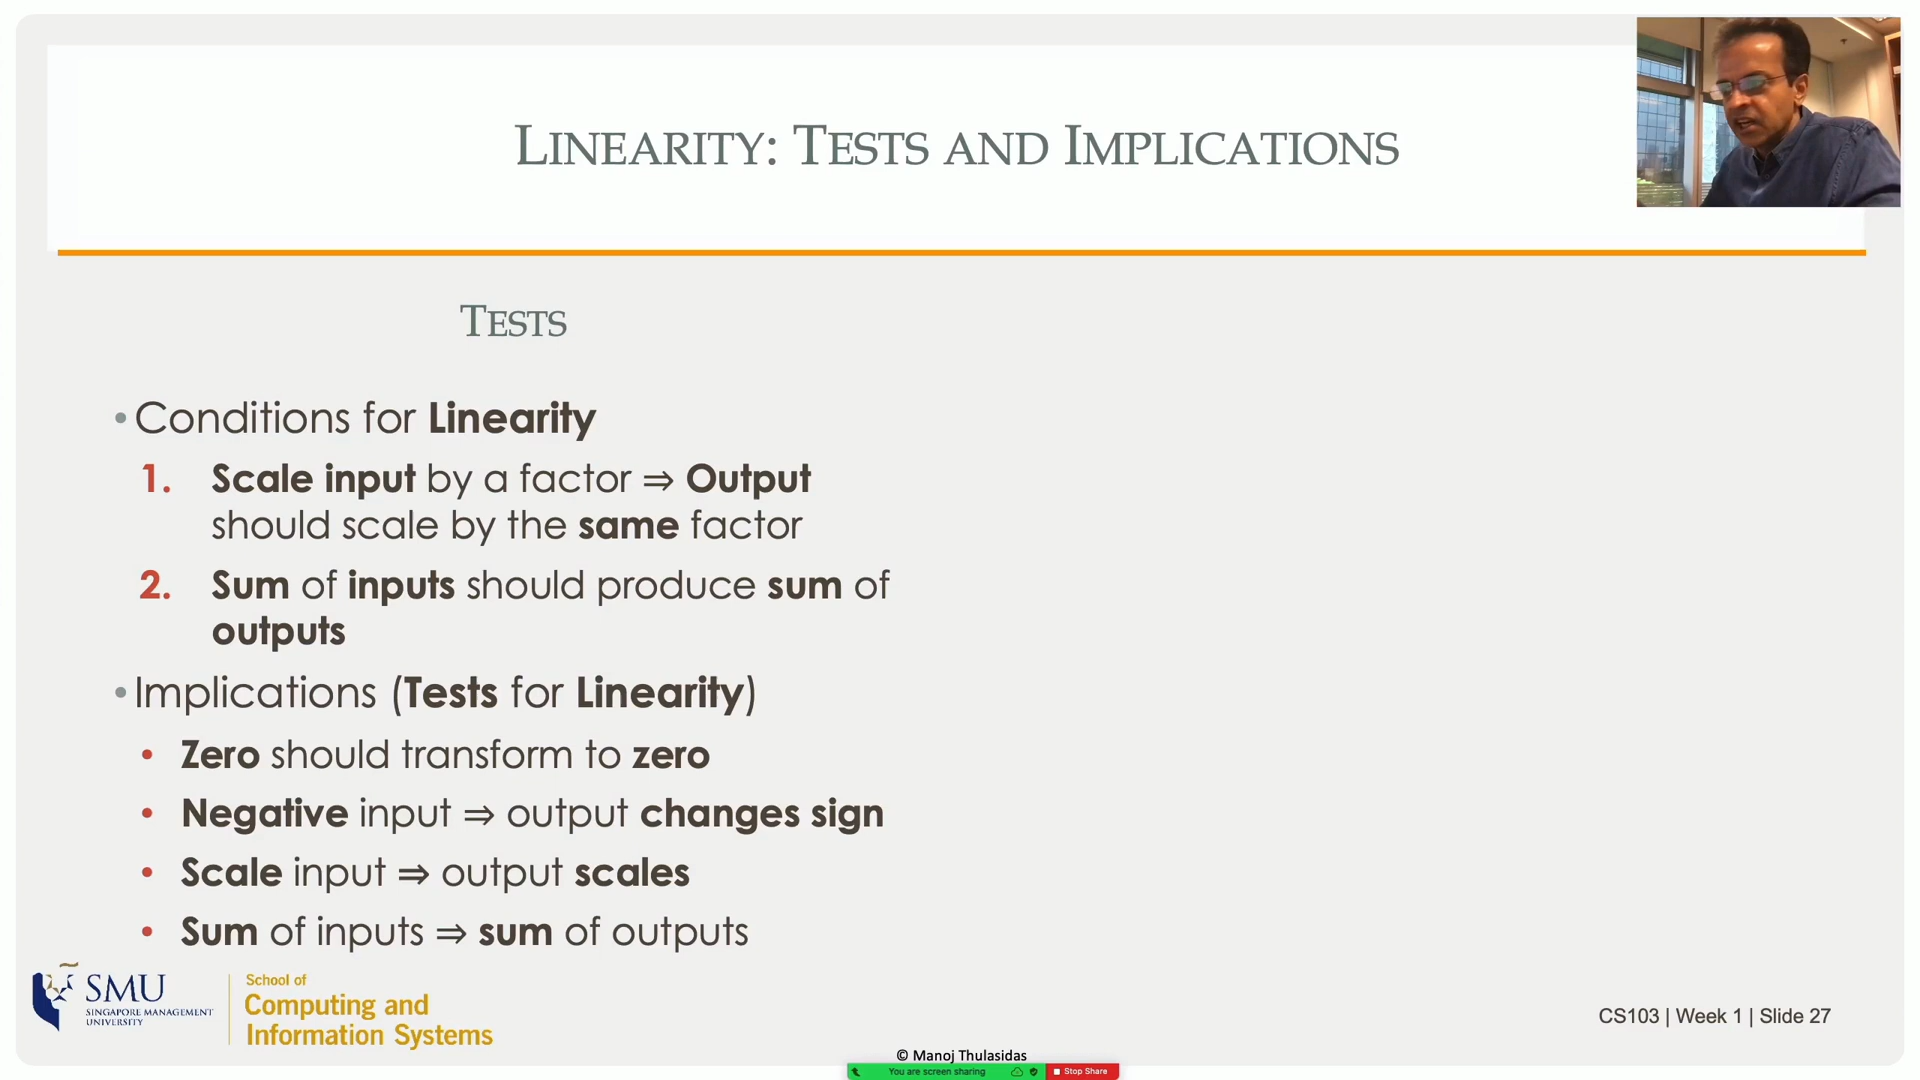 LINEARITY: TESTS AND IMPLICATIONS
TESTS
• Conditions for Linearity
1. Scale input by a factor ⇒ Output
should scale by the same factor
2. Sum of inputs should produce sum of
outputs
• Implications (Tests for Linearity)
• Zero should transform to zero
• Negative input ⇒ output changes sign
• Scale input ⇒ output scales
• Sum of inputs ⇒ sum of outputs
SMU
SINGAPORE MANAGEMENT
UNIVERSITY
School of
Computing and
Information Systems
CS103 | Week 1 | Slide 27
© Manoj Thulasidas
You are screen sharing
Stop Share